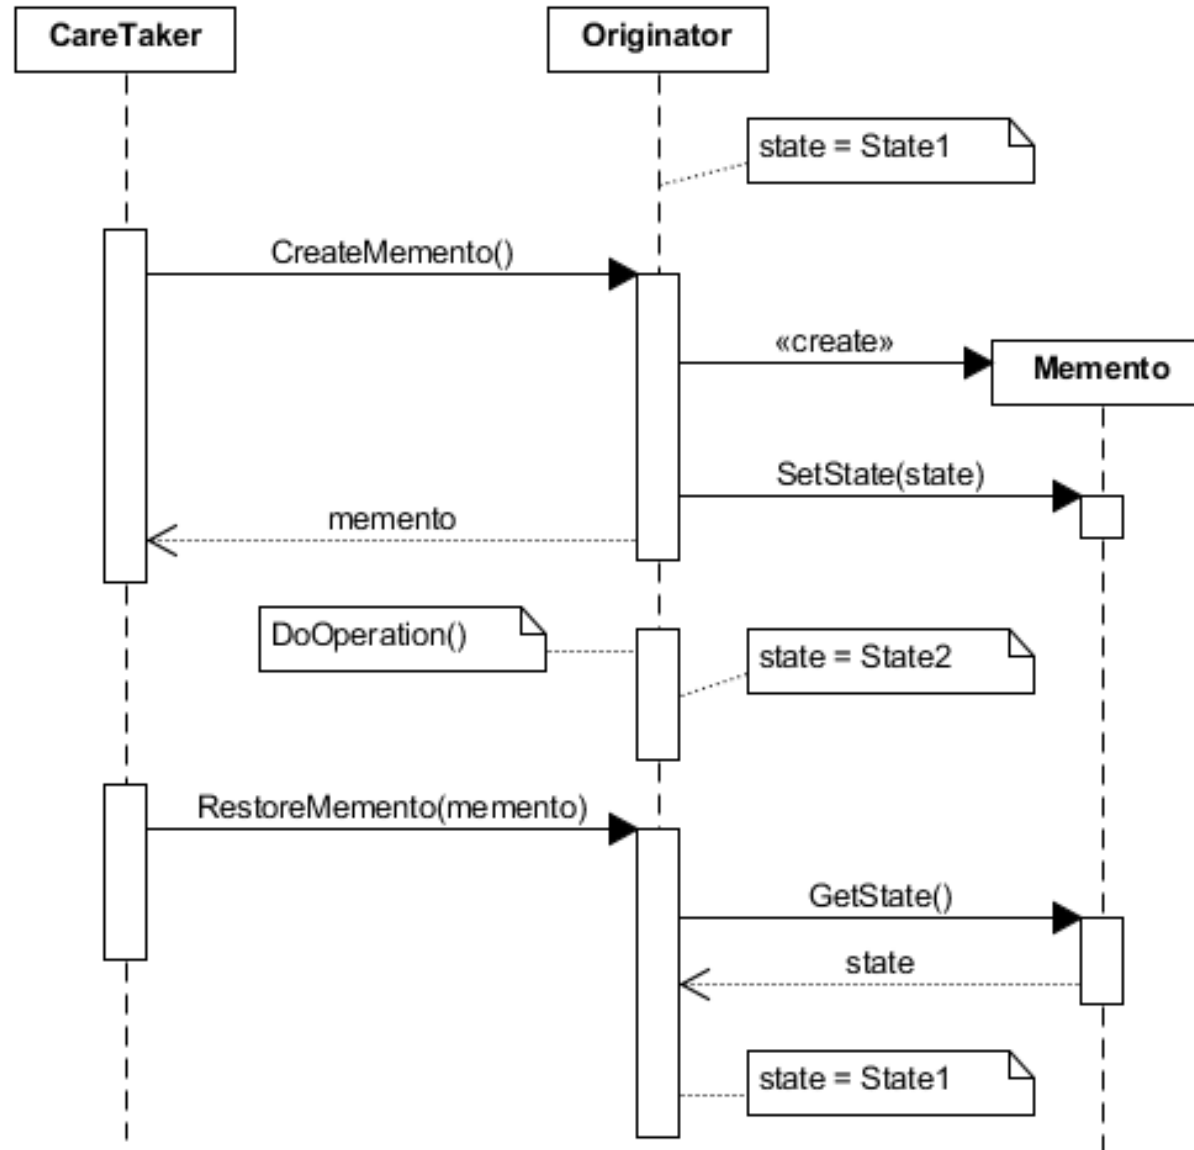 CareTaker
Originator
state = State1
CreateMemento()
«create»
Memento
SetState(state)
memento
DoOperation()
state = State2
RestoreMemento(memento)
GetState()
state
state = State1